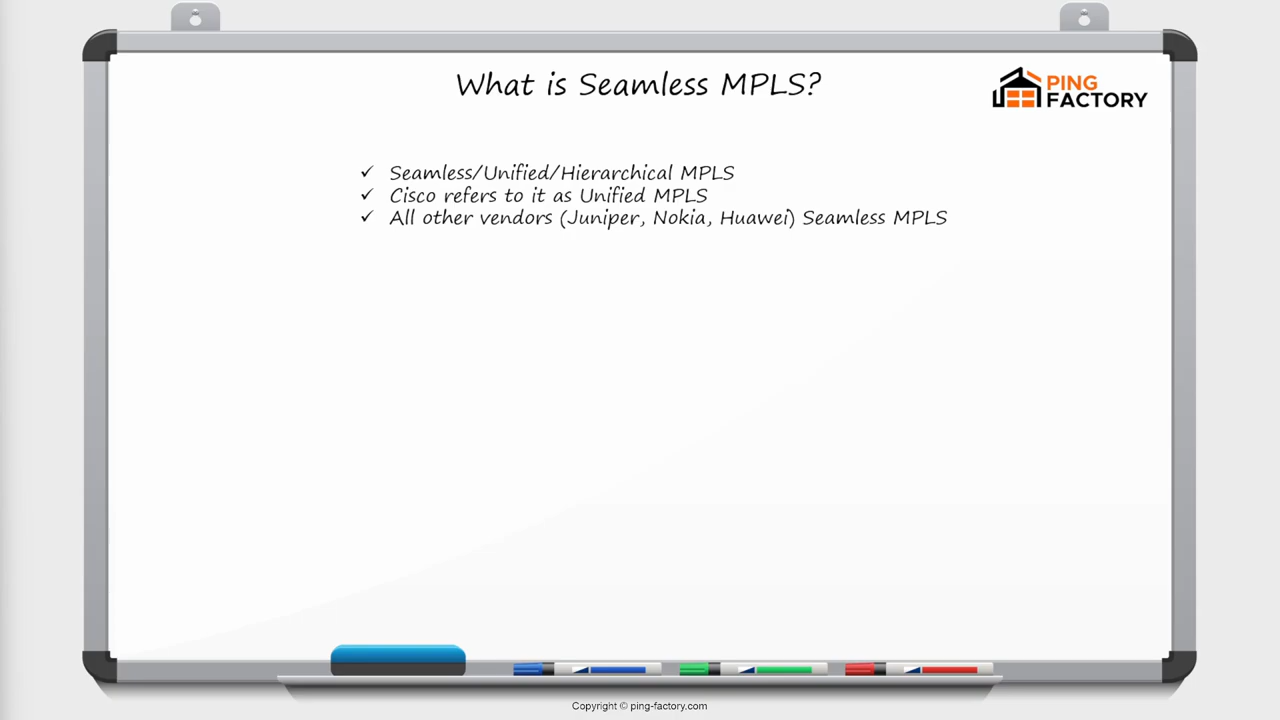 What is Seamless MPLS?
PING
FACTORY
✓ Seamless/Unified/Hierarchical MPLS
✓ Cisco refers to it as Unified MPLS
✓ All other vendors (Juniper, Nokia, Huawei) Seamless MPLS
Copyright © ping-factory.com